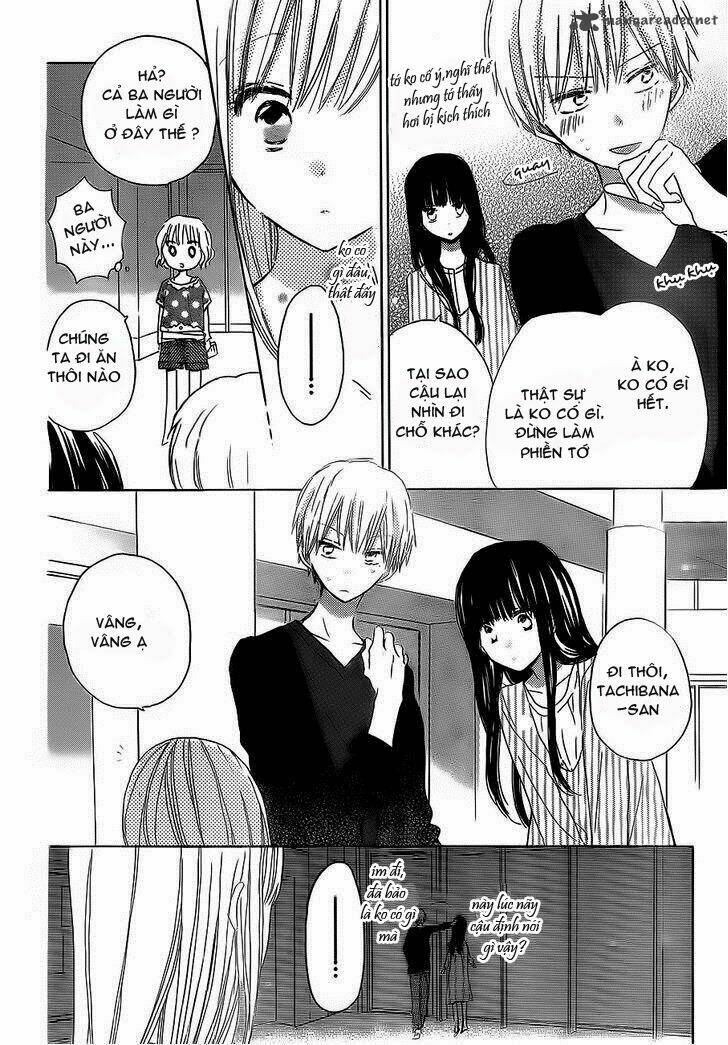 mangareader.net
tớ ko cố ý,nghĩ thế
nhưng tớ thấy
hơi bị kích thích
quay
khụ khụ
À KO,
KO CÓ GÌ
HẾT.
THẬT SỰ
LÀ KO CÓ GÌ.
ĐỪNG LÀM
PHIỀN TỚ
TẠI SAO
CẬU LẠI
NHÌN ĐI
CHỖ KHÁC?
ko có
gì đâu,
thật đấy
HẢ?
CẢ BA NGƯỜI
LÀM GÌ
Ở ĐÂY THẾ ?
BA
NGƯỜI
NÀY...
CHÚNG
TA ĐI ĂN
THÔI NÀO
ĐI THÔI,
TACHIBANA
-SAN
VÂNG,
VÂNG Ạ
này lúc nãy
cậu định nói
gì vậy?
im đi,
đã bảo
là ko có gì
mà